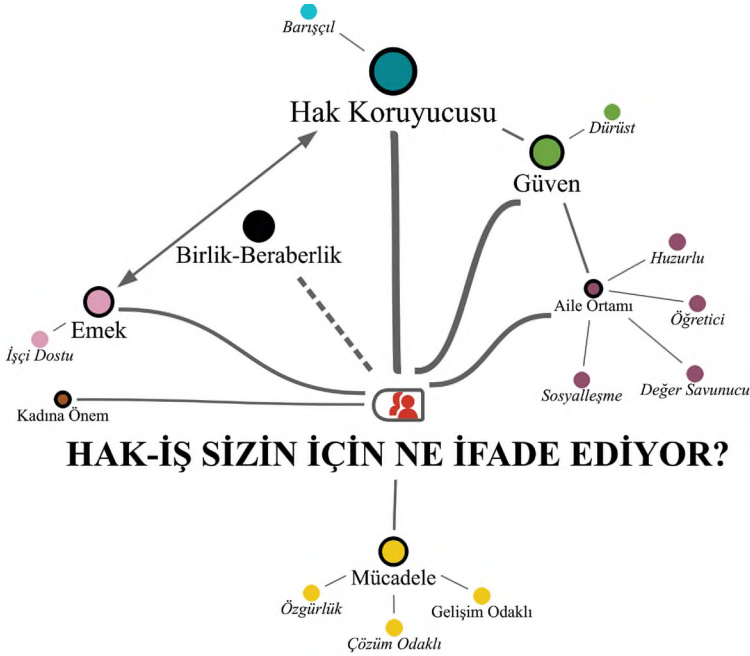 Barışçıl
Hak Koruyucusu
Dürüst
Güven
Birlik-Beraberlik
Huzurlu
Aile Ortamı
Öğretici
Emek
İşçi Dostu
Sosyalleşme
Değer Savunucu
Kadına Önem
HAK-İŞ SİZİN İÇİN NE İFADE EDİYOR?
Mücadele
Özgürlük
Gelişim Odaklı
Çözüm Odaklı